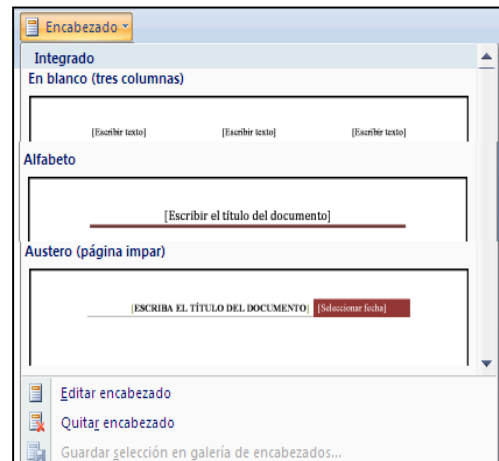 Encabezado
Integrado
En blanco (tres columnas)
[Escribir texto] [Escribir texto] [Escribir texto]
Alfabeto
[Escribir el título del documento]
Austero (página impar)
[ESCRIBA EL TÍTULO DEL DOCUMENTO] [Seleccionar fecha]
Editar encabezado
Quitar encabezado
Guardar selección en galería de encabezados...